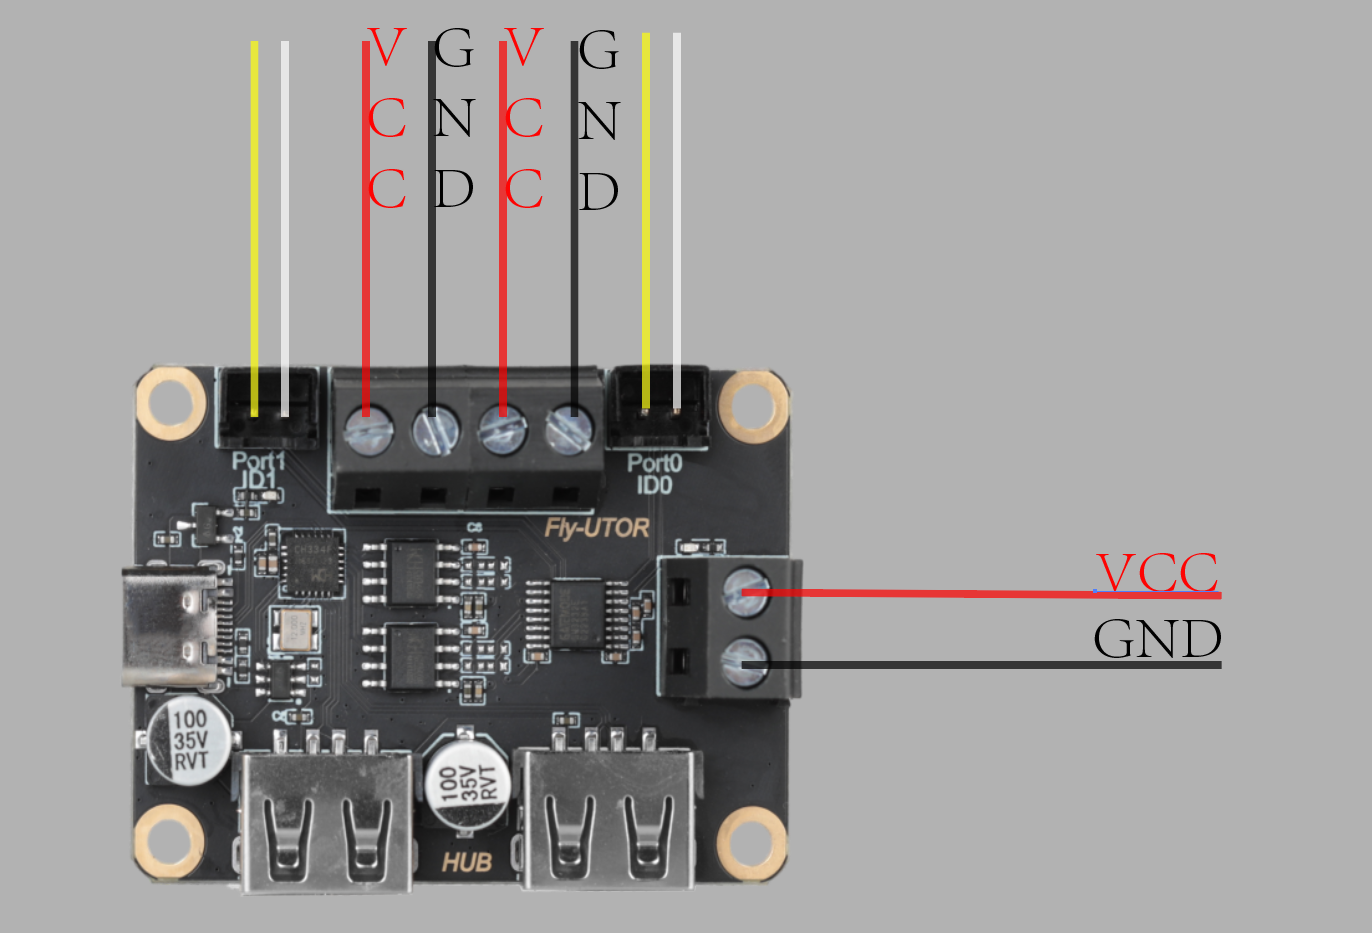 VCC GND VCC GND
Port1
ID1
Port0
ID0
Fly-UTOR
C8
CH334F
VCC
GND
100
35V
RVT
100
35V
RVT
HUB